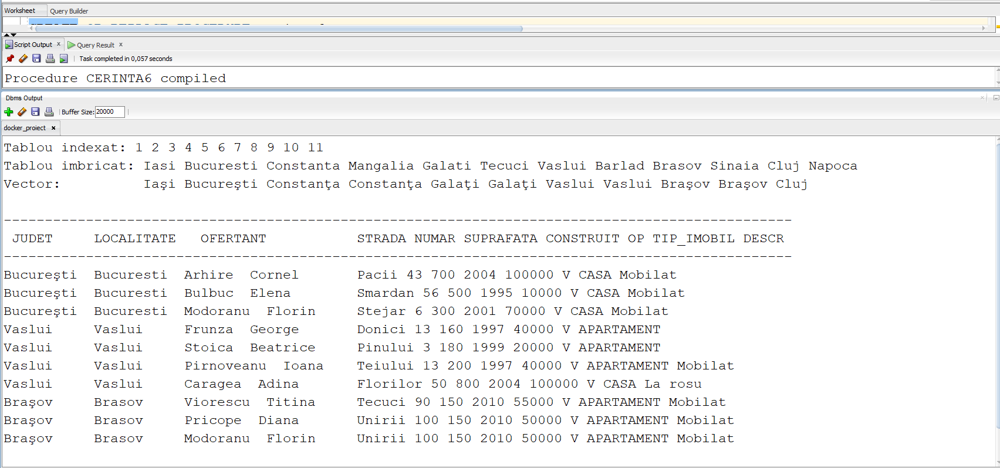 Worksheet Query Builder
Script Output x Query Result x
Task completed in 0,057 seconds
Procedure CERINTA6 compiled
Dbms Output
Buffer Size: 20000
docker_proiect x
Tablou indexat: 1 2 3 4 5 6 7 8 9 10 11
Tablou imbricat: Iasi Bucuresti Constanta Mangalia Galati Tecuci Vaslui Barlad Brasov Sinaia Cluj Napoca
Vector: Iaşi Bucureşti Constanţa Constanţa Galaţi Galaţi Vaslui Vaslui Braşov Braşov Cluj
------------------------------------------------------------------------------------------------
JUDET LOCALITATE OFERTANT STRADA NUMAR SUPRAFATA CONSTRUIT OP TIP_IMOBIL DESCR
------------------------------------------------------------------------------------------------
Bucureşti Bucuresti Arhire Cornel Pacii 43 700 2004 100000 V CASA Mobilat
Bucureşti Bucuresti Bulbuc Elena Smardan 56 500 1995 10000 V CASA Mobilat
Bucureşti Bucuresti Modoranu Florin Stejar 6 300 2001 70000 V CASA Mobilat
Vaslui Vaslui Frunza George Donici 13 160 1997 40000 V APARTAMENT
Vaslui Vaslui Stoica Beatrice Pinului 3 180 1999 20000 V APARTAMENT
Vaslui Vaslui Pirnoveanu Ioana Teiului 13 200 1997 40000 V APARTAMENT Mobilat
Vaslui Vaslui Caragea Adina Florilor 50 800 2004 100000 V CASA La rosu
Braşov Brasov Viorescu Titina Tecuci 90 150 2010 55000 V APARTAMENT Mobilat
Braşov Brasov Pricope Diana Unirii 100 150 2010 50000 V APARTAMENT Mobilat
Braşov Brasov Modoranu Florin Unirii 100 150 2010 50000 V APARTAMENT Mobilat